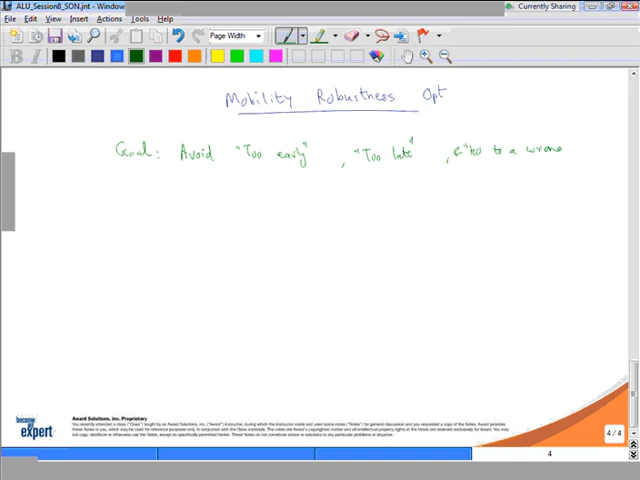 ALU_Session8_SON.jnt - Window
Currently Sharing
File Edit View Insert Actions Tools Help
Page Width
B I
Mobility Robustness Opt
Goal: Avoid "Too early", "Too late", & "HO to a wrong
become an expert
Award Solutions, Inc. Proprietary
4 / 4
4